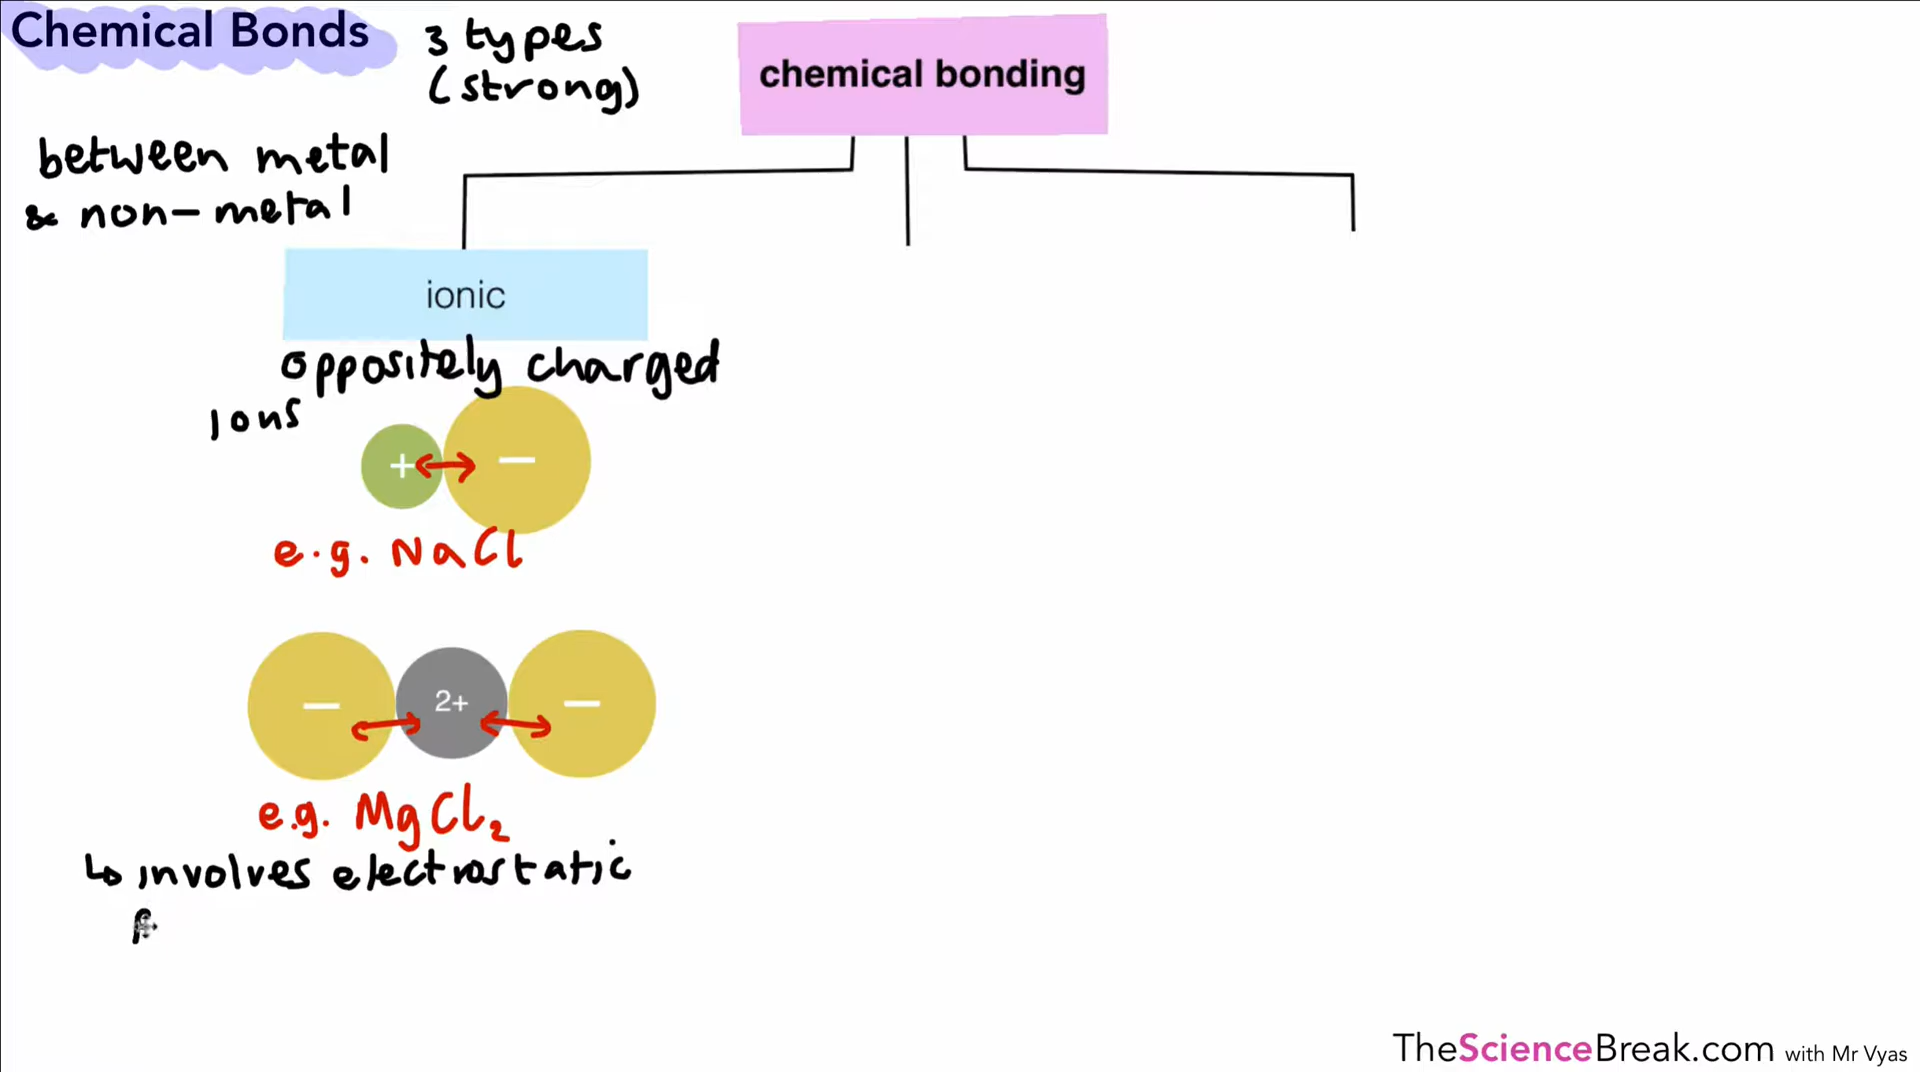 Chemical Bonds
3 types
(strong)
chemical bonding
between metal
& non-metal
ionic
oppositely charged
Ions
+ −
e.g. NaCl
− 2+ −
e.g. MgCl₂
↳ involves electrostatic
TheScienceBreak.com with Mr Vyas